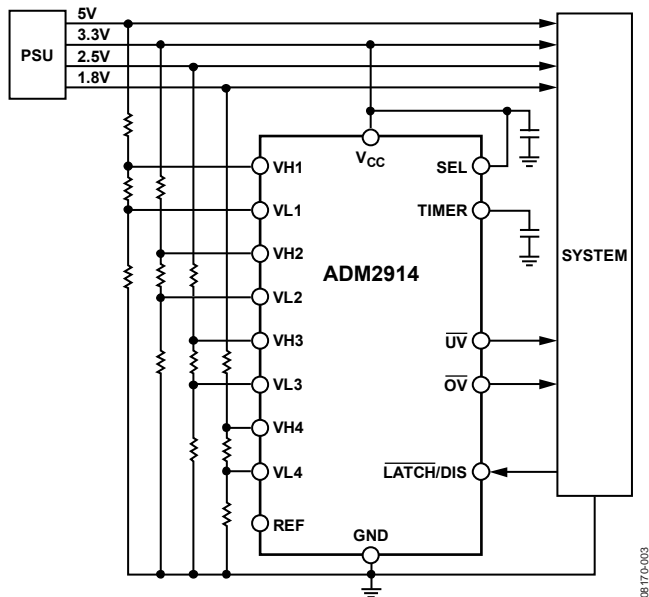 5V
3.3V
PSU
2.5V
1.8V
VCC
VH1
SEL
VL1
TIMER
VH2
ADM2914
SYSTEM
VL2
VH3
UV
VL3
OV
VH4
VL4
LATCH/DIS
REF
GND
08170-003